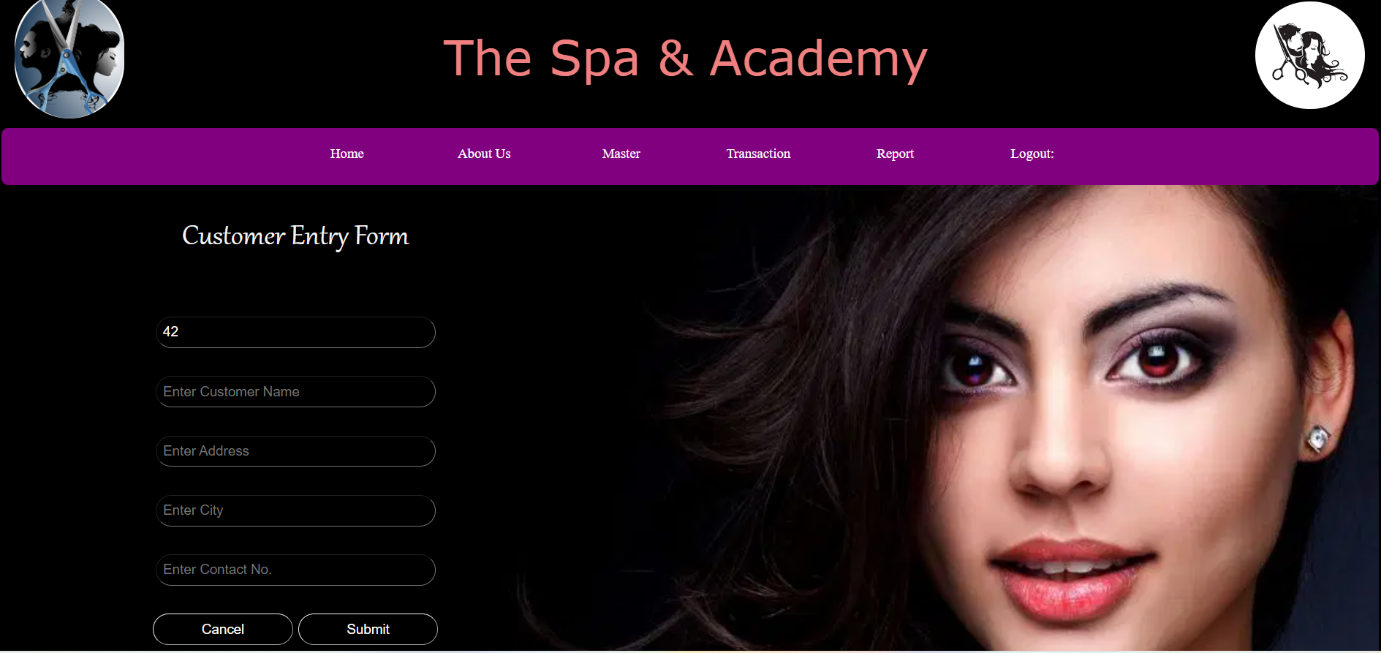 The Spa & Academy
Home About Us Master Transaction Report Logout:
Customer Entry Form
42
Enter Customer Name
Enter Address
Enter City
Enter Contact No.
Cancel Submit